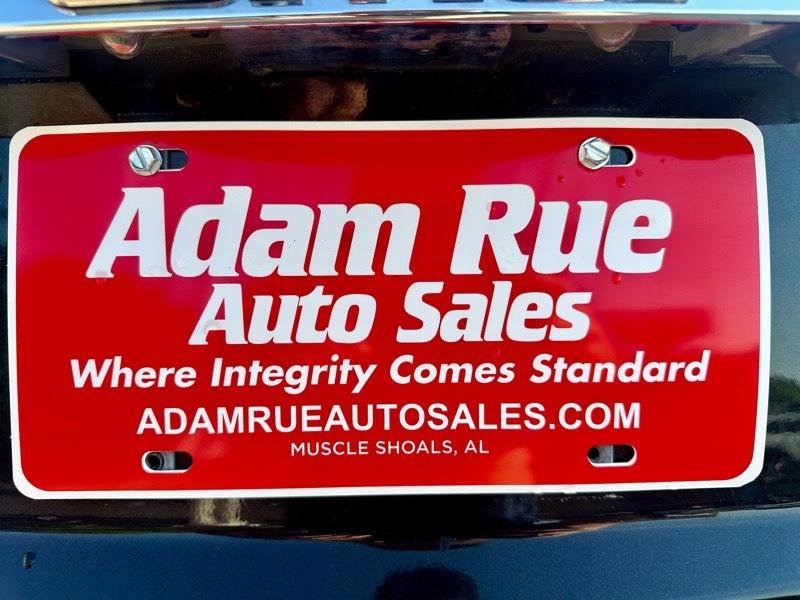 Adam Rue
Auto Sales
Where Integrity Comes Standard
ADAMRUEAUTOSALES.COM
MUSCLE SHOALS, AL